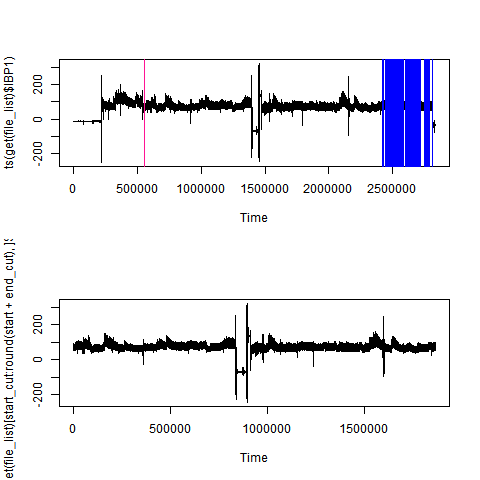 ts(get(file_list)$IBP1)
200
0
-200
0 500000 1000000 1500000 2000000 2500000
Time
et(file_list)[start_cut:round(start + end_cut), ]$
200
0
-200
0 500000 1000000 1500000
Time